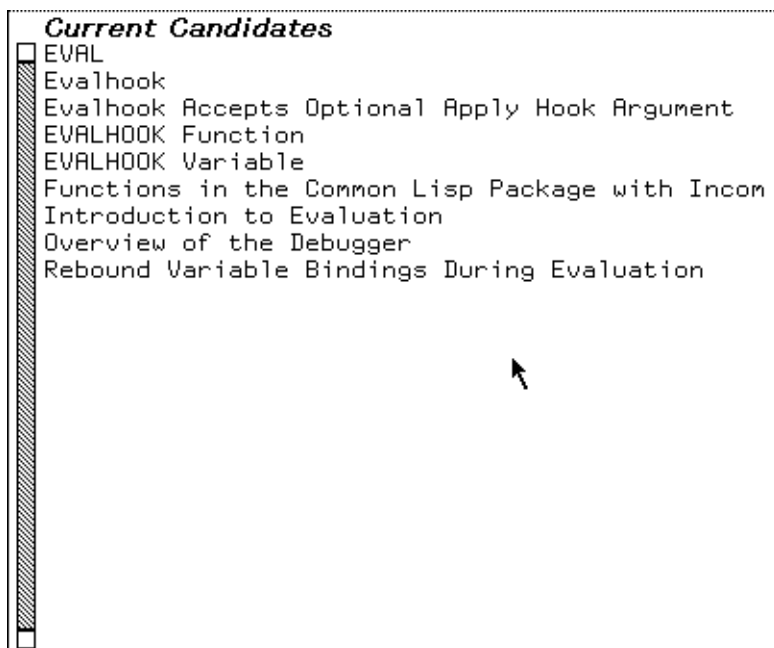 Current Candidates
EVAL
Evalhook
Evalhook Accepts Optional Apply Hook Argument
EVALHOOK Function
EVALHOOK Variable
Functions in the Common Lisp Package with Incom
Introduction to Evaluation
Overview of the Debugger
Rebound Variable Bindings During Evaluation